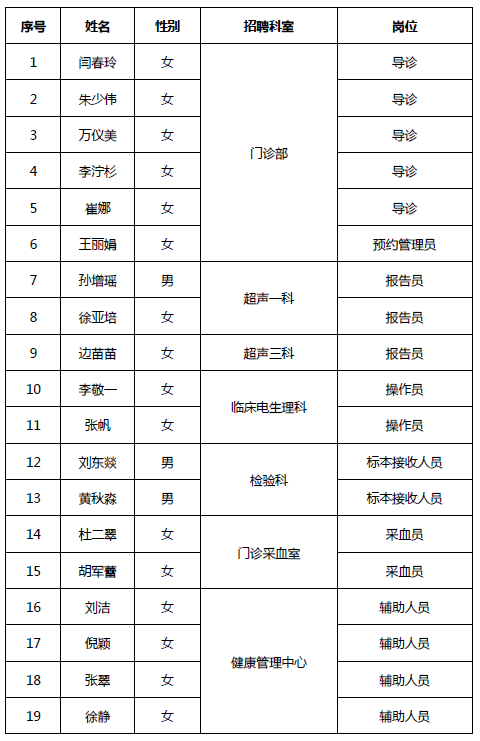 序号 姓名 性别 招聘科室 岗位
1 闫春玲 女 门诊部 导诊
2 朱少伟 女 导诊
3 万仪美 女 导诊
4 李泞杉 女 导诊
5 崔娜 女 导诊
6 王丽娟 女 预约管理员
7 孙增瑶 男 超声一科 报告员
8 徐亚培 女 报告员
9 边苗苗 女 超声三科 报告员
10 李敬一 女 临床电生理科 操作员
11 张帆 女 操作员
12 刘东燚 男 检验科 标本接收人员
13 黄秋淼 男 标本接收人员
14 杜二翠 女 门诊采血室 采血员
15 胡军蕾 女 采血员
16 刘洁 女 健康管理中心 辅助人员
17 倪颖 女 辅助人员
18 张翠 女 辅助人员
19 徐静 女 辅助人员